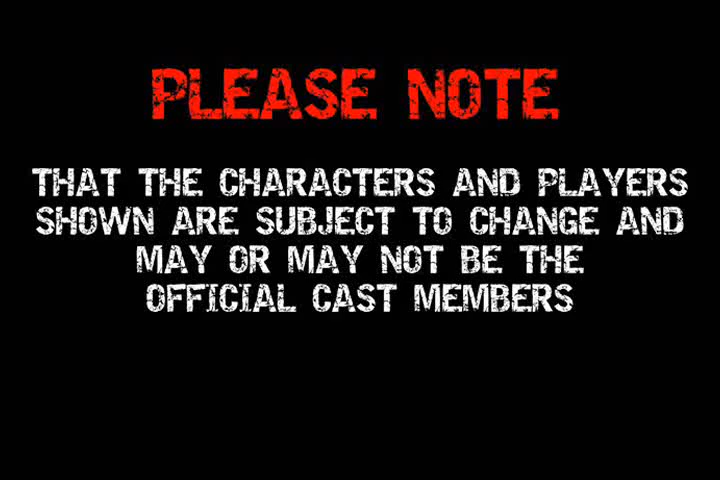 PLEASE NOTE
THAT THE CHARACTERS AND PLAYERS
SHOWN ARE SUBJECT TO CHANGE AND
MAY OR MAY NOT BE THE
OFFICIAL CAST MEMBERS